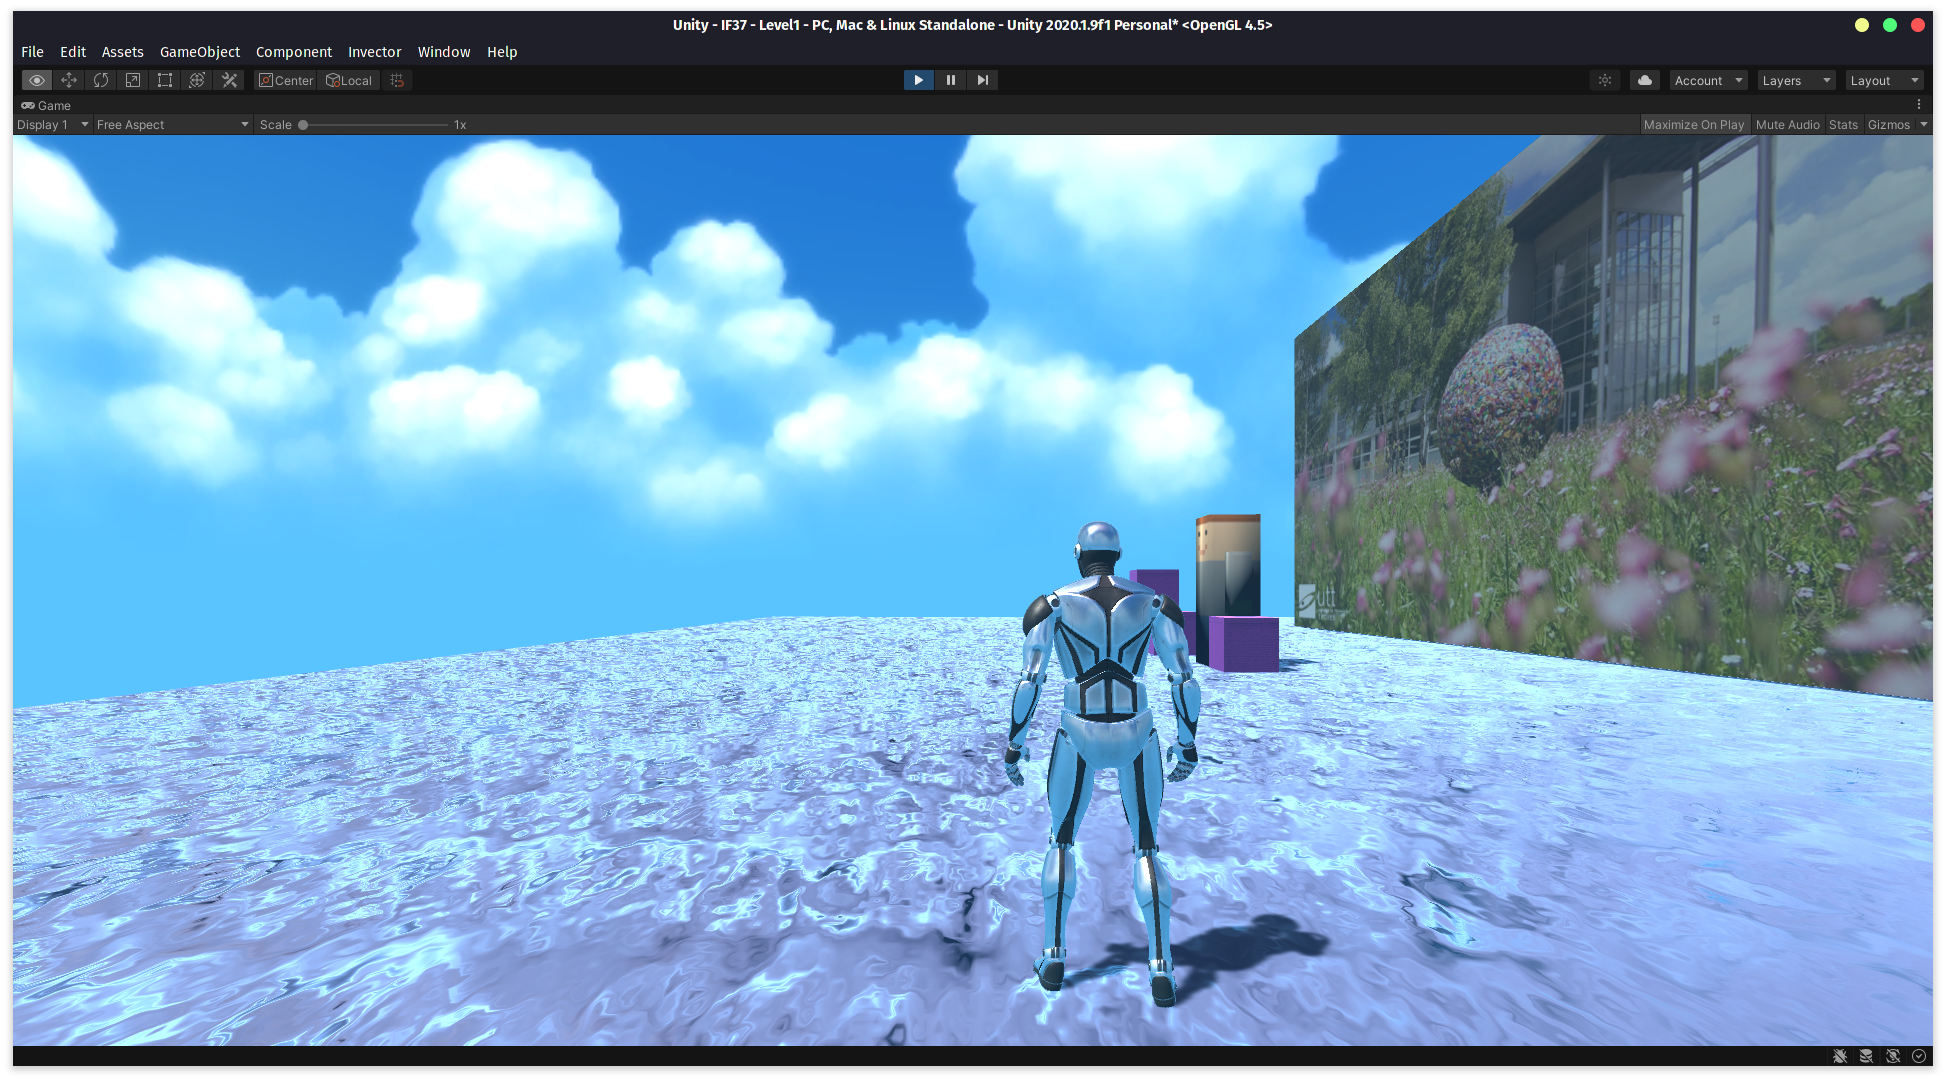 Unity - IF37 - Level1 - PC, Mac & Linux Standalone - Unity 2020.1.9f1 Personal* <OpenGL 4.5>
File Edit Assets GameObject Component Invector Window Help
Center Local Account Layers Layout
Game
Display 1 Free Aspect Scale 1x Maximize On Play Mute Audio Stats Gizmos
utt